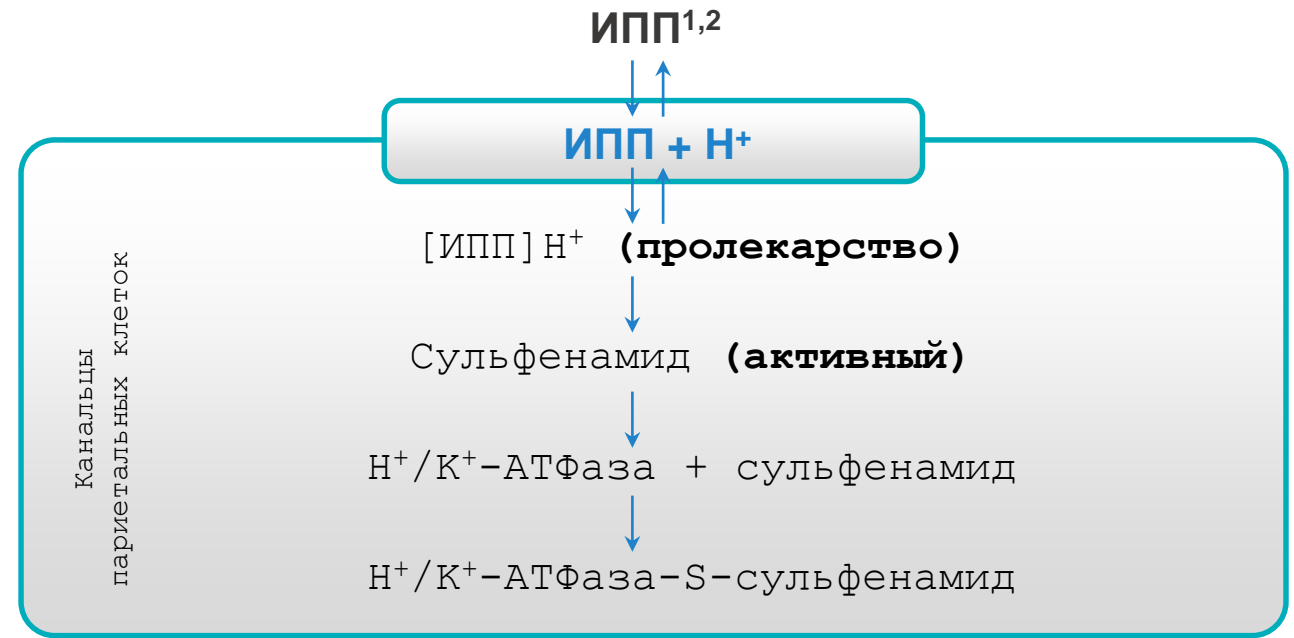 ИПП¹,²
ИПП + H⁺
[ИПП]H⁺ (пролекарство)
Сульфенамид (активный)
H⁺/K⁺-АТФаза + сульфенамид
H⁺/K⁺-АТФаза-S-сульфенамид
Канальцы
париетальных клеток